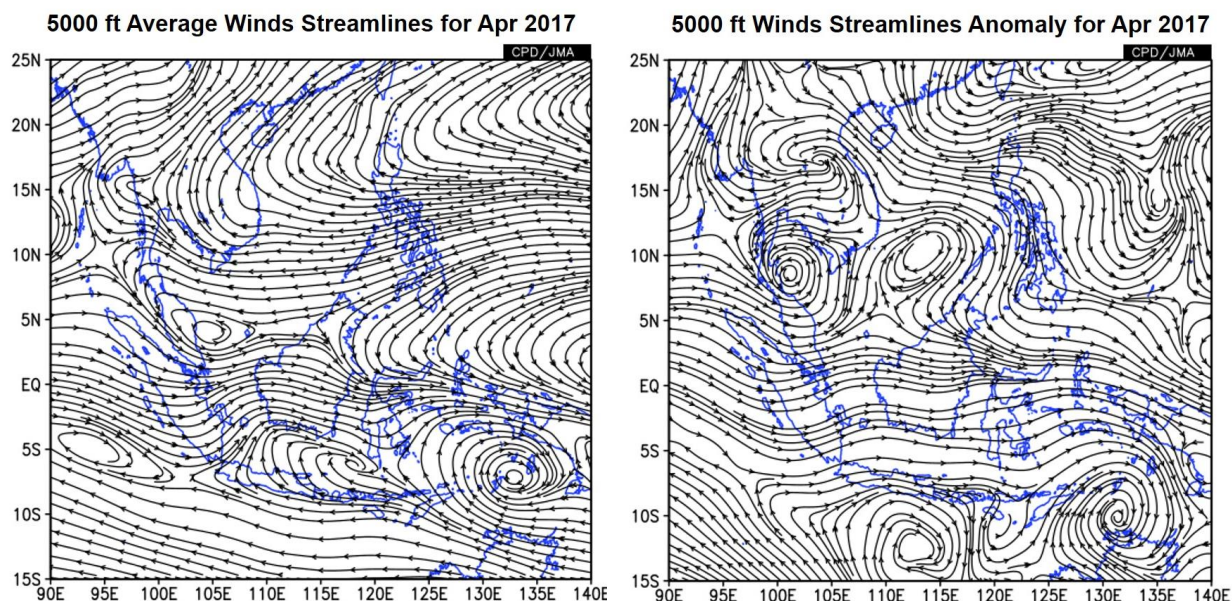 5000 ft Average Winds Streamlines for Apr 2017
CPD/JMA
25N
20N
15N
10N
5N
EQ
5S
10S
15S
90E 95E 100E 105E 110E 115E 120E 125E 130E 135E 140E
5000 ft Winds Streamlines Anomaly for Apr 2017
CPD/JMA
25N
20N
15N
10N
5N
EQ
5S
10S
15S
90E 95E 100E 105E 110E 115E 120E 125E 130E 135E 140E